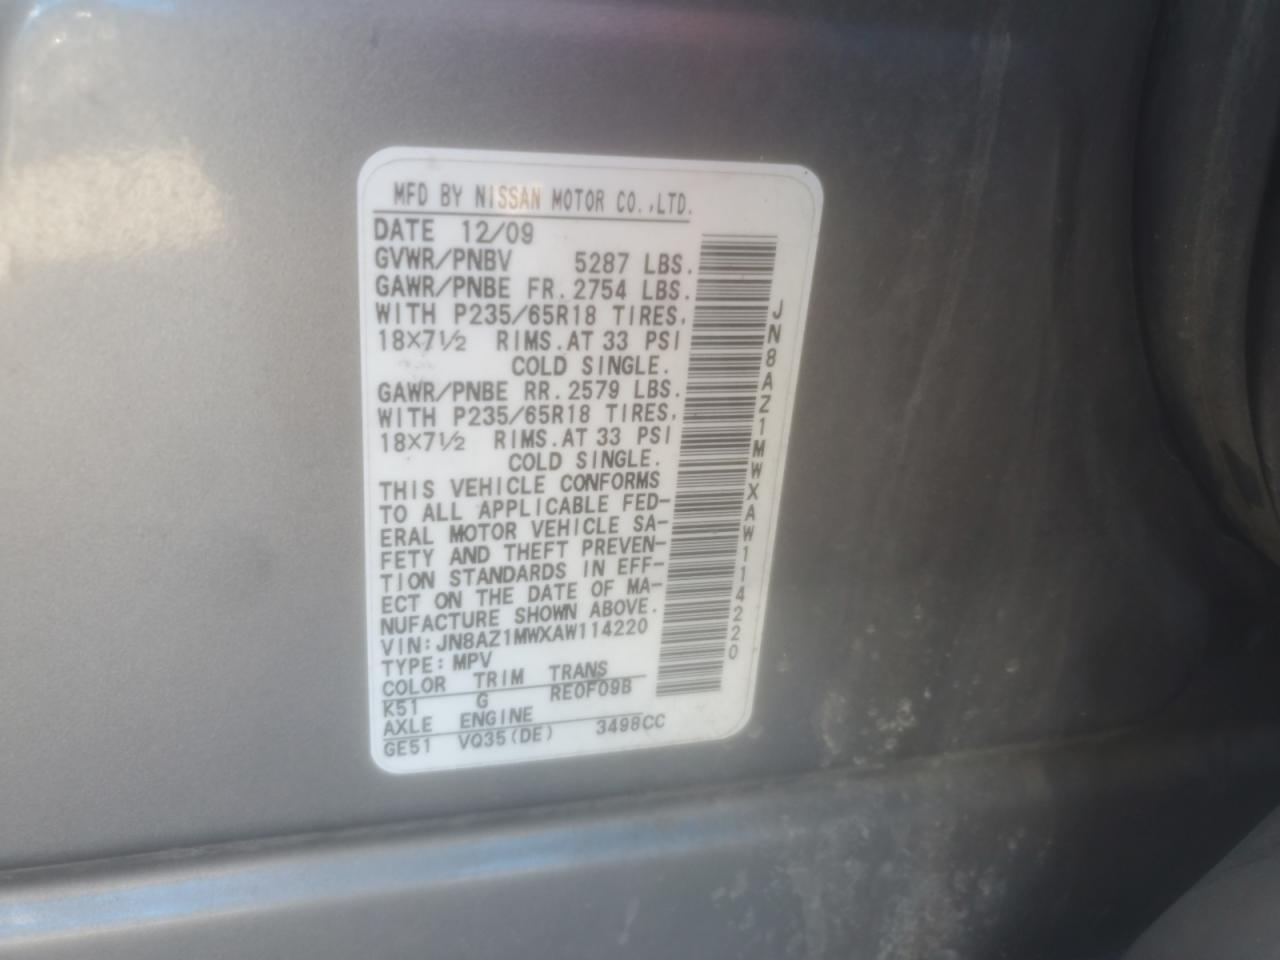 MFD BY NISSAN MOTOR CO.,LTD.
DATE 12/09
GVWR/PNBV 5287 LBS.
GAWR/PNBE FR. 2754 LBS.
WITH P235/65R18 TIRES,
18×7½ RIMS. AT 33 PSI
COLD SINGLE.
GAWR/PNBE RR. 2579 LBS.
WITH P235/65R18 TIRES,
18×7½ RIMS. AT 33 PSI
COLD SINGLE.
THIS VEHICLE CONFORMS
TO ALL APPLICABLE FED-
ERAL MOTOR VEHICLE SA-
FETY AND THEFT PREVEN-
TION STANDARDS IN EFF-
ECT ON THE DATE OF MA-
NUFACTURE SHOWN ABOVE.
VIN: JN8AZ1MWXAW114220
TYPE: MPV
COLOR TRIM TRANS
K51 G RE0F09B
AXLE ENGINE
GE51 VQ35(DE) 3498CC
JN8AZ1MWXAW114220